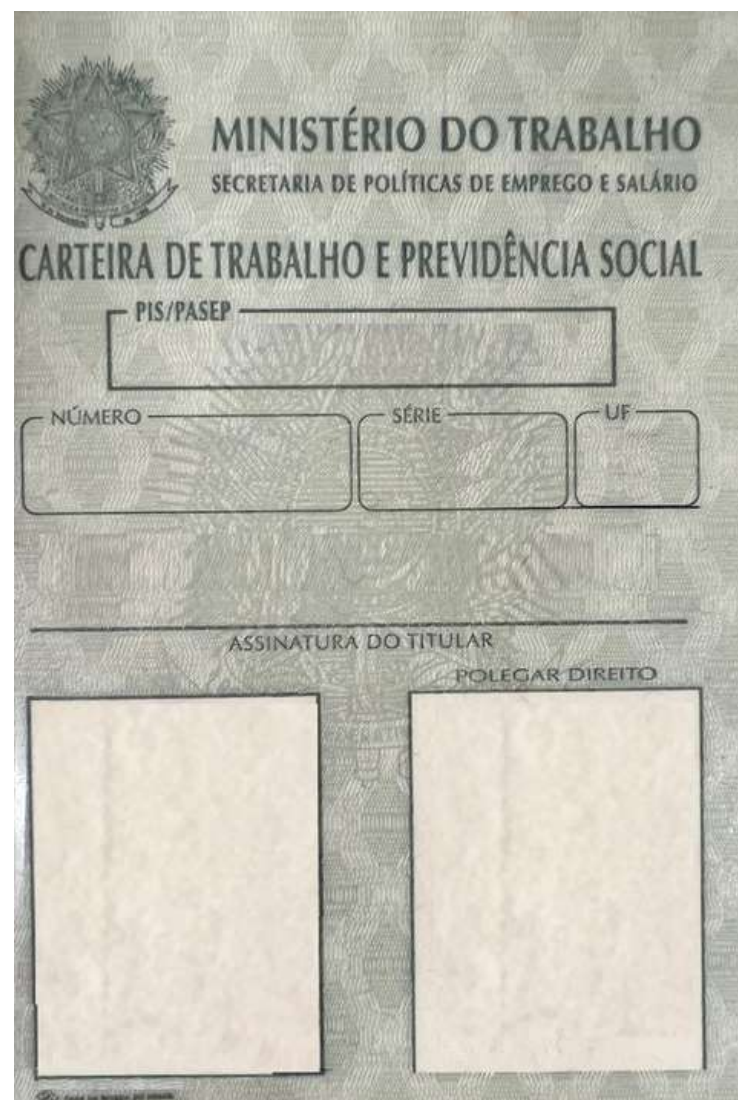 MINISTÉRIO DO TRABALHO
SECRETARIA DE POLÍTICAS DE EMPREGO E SALÁRIO
CARTEIRA DE TRABALHO E PREVIDÊNCIA SOCIAL
PIS/PASEP
NÚMERO SÉRIE UF
ASSINATURA DO TITULAR
POLEGAR DIREITO